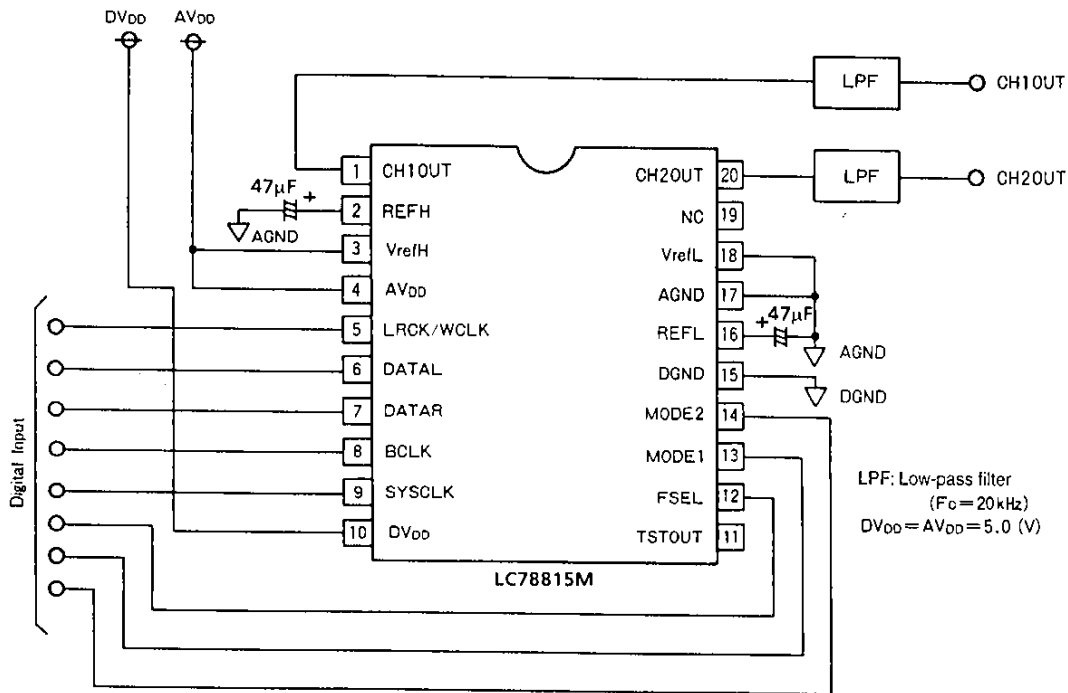 DVDD AVDD
LPF CH1OUT
LPF CH2OUT
47μF +
AGND
1 CH1OUT
2 REFH
3 VrefH
4 AVDD
5 LRCK/WCLK
6 DATAL
7 DATAR
8 BCLK
9 SYSCLK
10 DVDD
CH2OUT 20
NC 19
VrefL 18
AGND 17
REFL 16
DGND 15
MODE2 14
MODE1 13
FSEL 12
TSTOUT 11
+ 47μF
AGND
DGND
Digital Input
LC78815M
LPF: Low-pass filter
(Fc = 20kHz)
DVDD = AVDD = 5.0 (V)